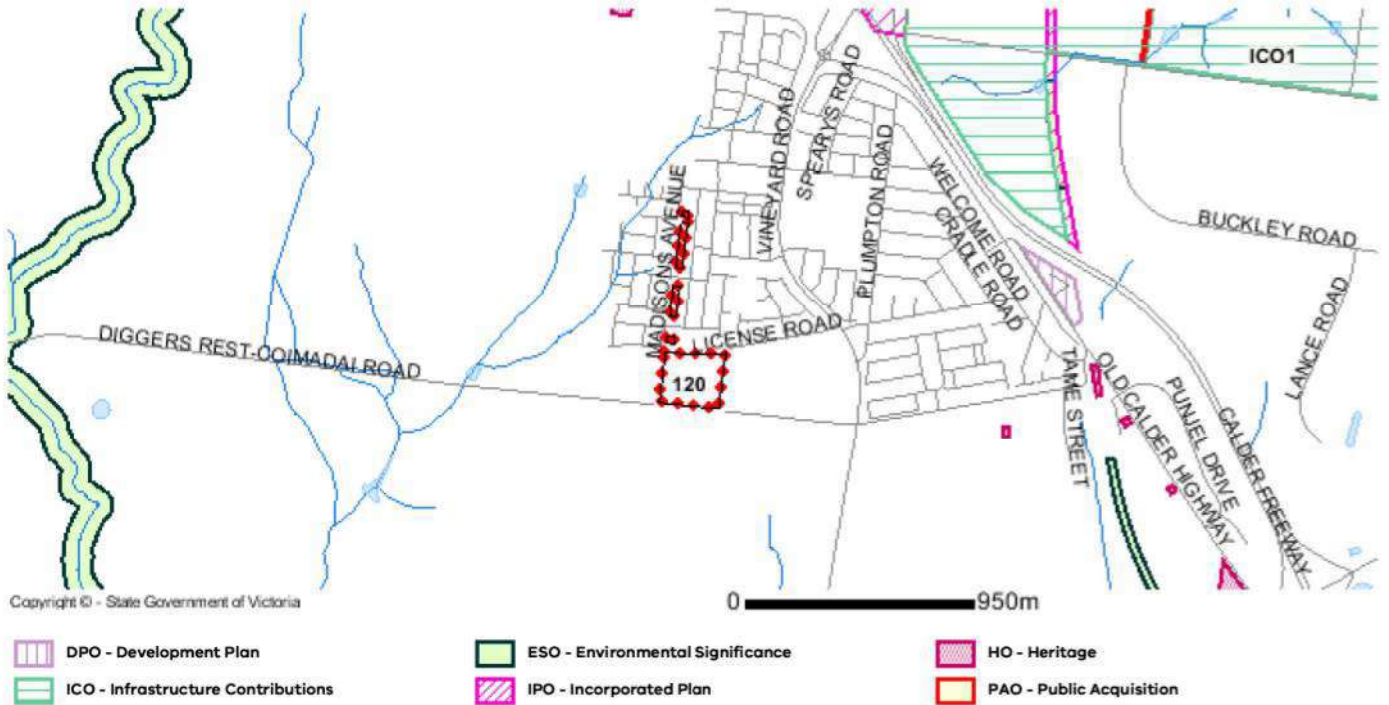 ICO1
MADISONS AVENUE
VINEYARD ROAD
SPEARYS ROAD
PLUMPTON ROAD
WELCOME ROAD
CRADLE ROAD
BUCKLEY ROAD
LANCE ROAD
DIGGERS REST-COIMADAI ROAD
LICENSE ROAD
120
TAME STREET
OLD CALDER HIGHWAY
PUNJEL DRIVE
CALDER FREEWAY
Copyright © - State Government of Victoria
0 950m
DPO - Development Plan
ESO - Environmental Significance
HO - Heritage
ICO - Infrastructure Contributions
IPO - Incorporated Plan
PAO - Public Acquisition